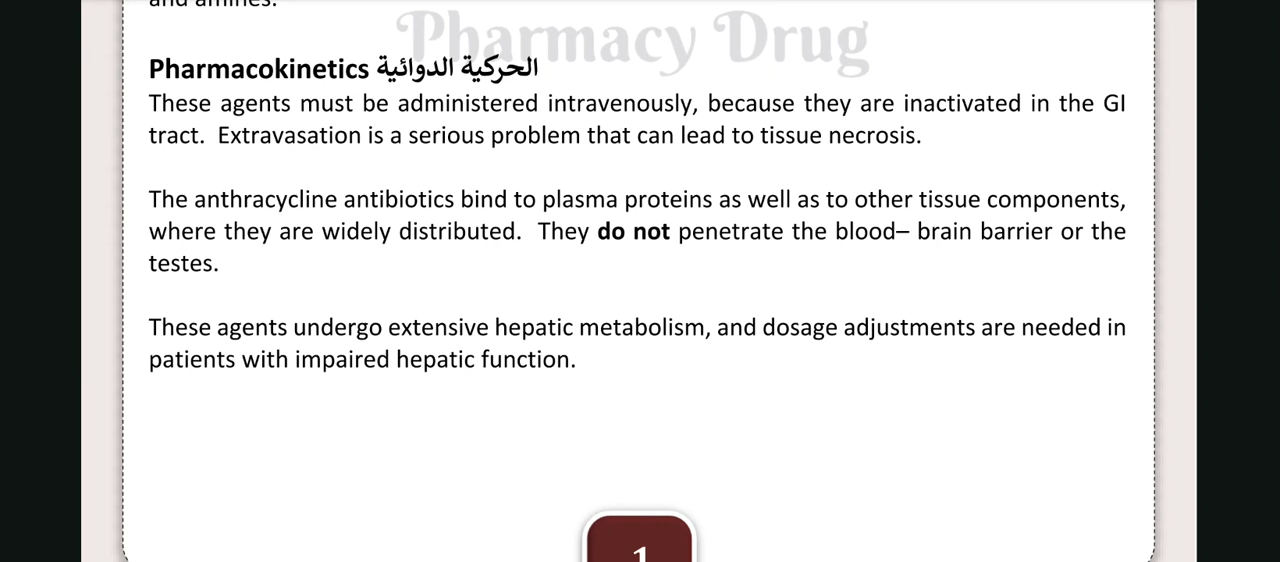 and amines.
Pharmacy Drug
Pharmacokinetics الحركية الدوائية
These agents must be administered intravenously, because they are inactivated in the GI
tract. Extravasation is a serious problem that can lead to tissue necrosis.
The anthracycline antibiotics bind to plasma proteins as well as to other tissue components,
where they are widely distributed. They do not penetrate the blood– brain barrier or the
testes.
These agents undergo extensive hepatic metabolism, and dosage adjustments are needed in
patients with impaired hepatic function.
1